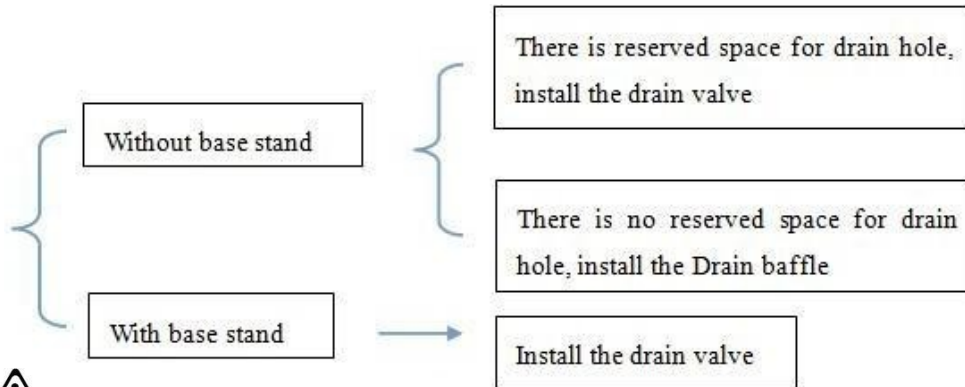 There is reserved space for drain hole,
install the drain valve
Without base stand
There is no reserved space for drain
hole, install the Drain baffle
With base stand
Install the drain valve